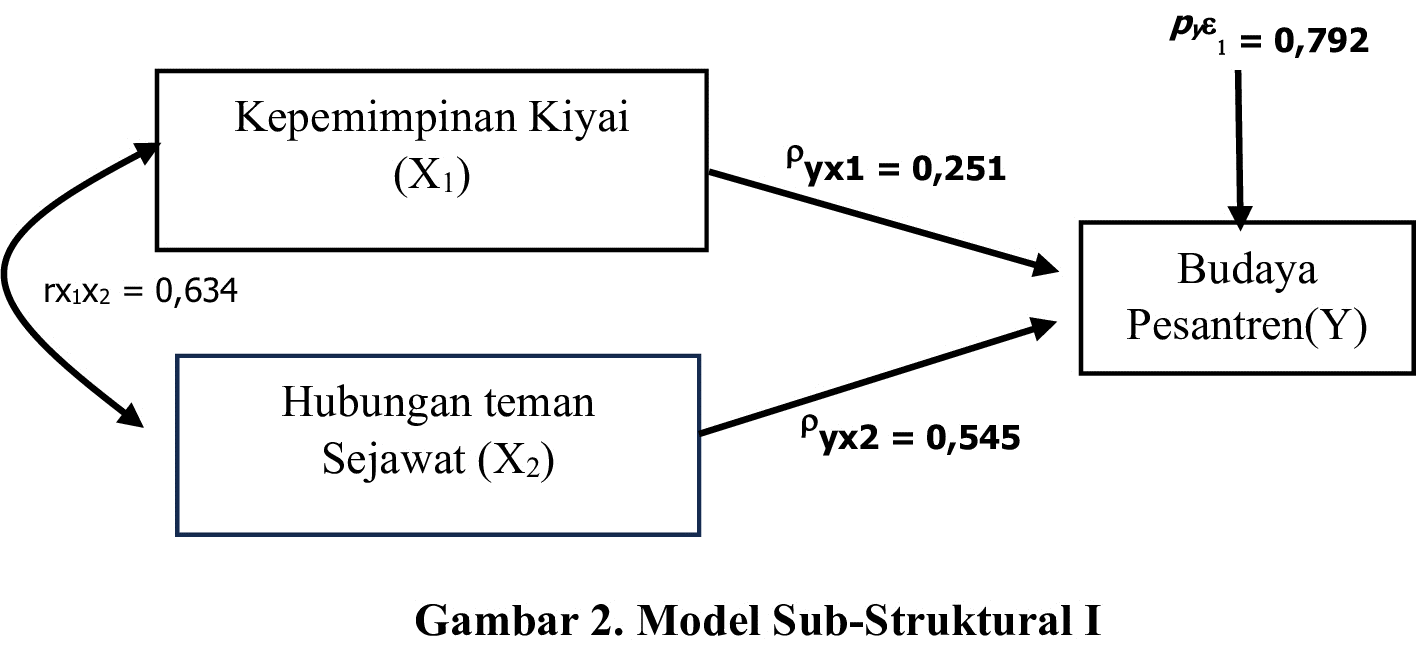 pyε1 = 0,792
Kepemimpinan Kiyai
(X1)
ρyx1 = 0,251
rx1x2 = 0,634
Budaya
Pesantren(Y)
Hubungan teman
Sejawat (X2)
ρyx2 = 0,545
Gambar 2. Model Sub-Struktural I